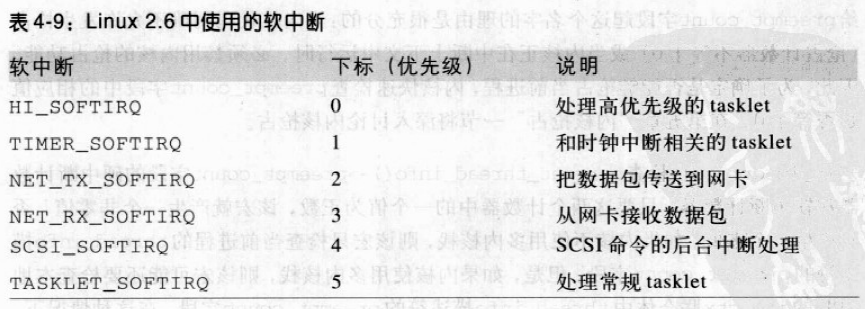 表 4-9：Linux 2.6中使用的软中断
软中断 下标（优先级） 说明
HI_SOFTIRQ 0 处理高优先级的 tasklet
TIMER_SOFTIRQ 1 和时钟中断相关的 tasklet
NET_TX_SOFTIRQ 2 把数据包传送到网卡
NET_RX_SOFTIRQ 3 从网卡接收数据包
SCSI_SOFTIRQ 4 SCSI 命令的后台中断处理
TASKLET_SOFTIRQ 5 处理常规 tasklet